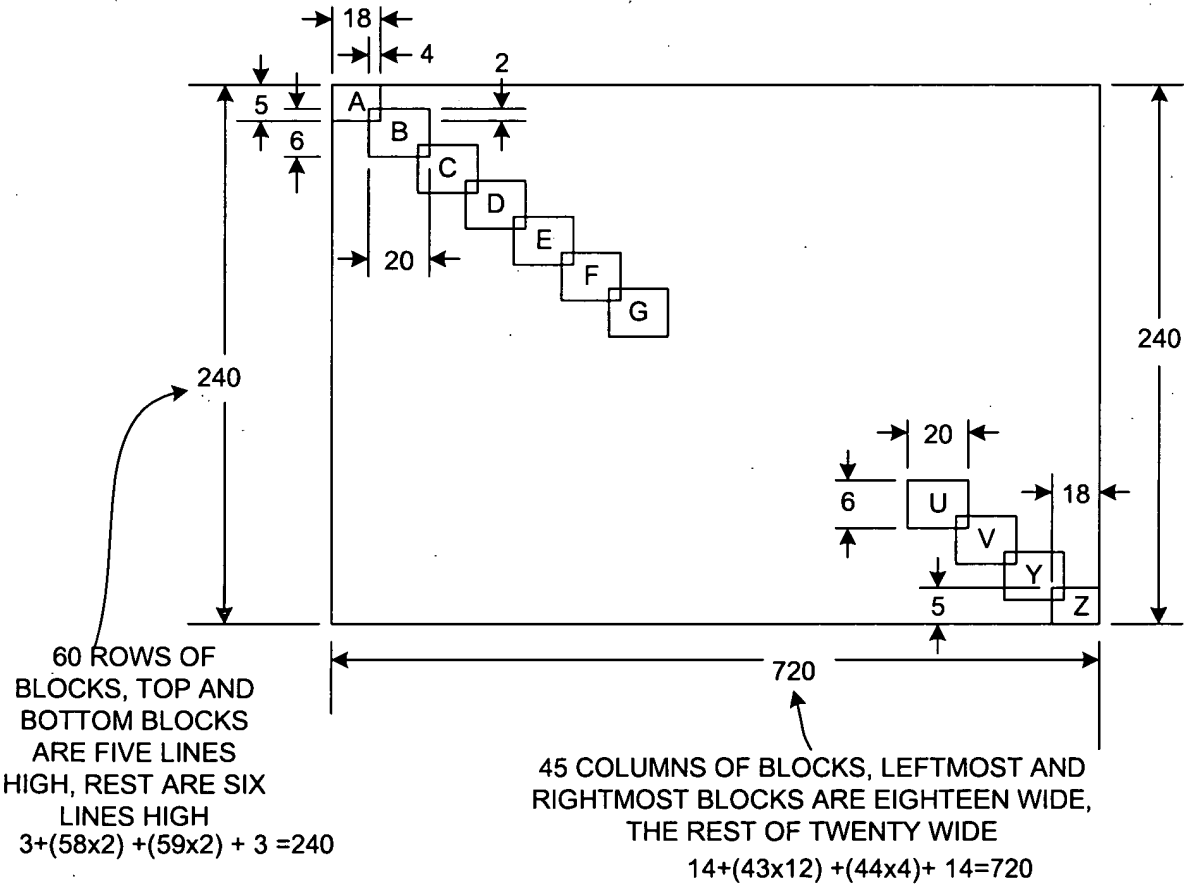 18
4
2
5
6
A
B
C
D
E
F
G
20
240
240
20
6
18
U
V
Y
Z
5
720
60 ROWS OF
BLOCKS, TOP AND
BOTTOM BLOCKS
ARE FIVE LINES
HIGH, REST ARE SIX
LINES HIGH
3+(58x2) +(59x2) + 3 =240
45 COLUMNS OF BLOCKS, LEFTMOST AND
RIGHTMOST BLOCKS ARE EIGHTEEN WIDE,
THE REST OF TWENTY WIDE
14+(43x12) +(44x4)+ 14=720